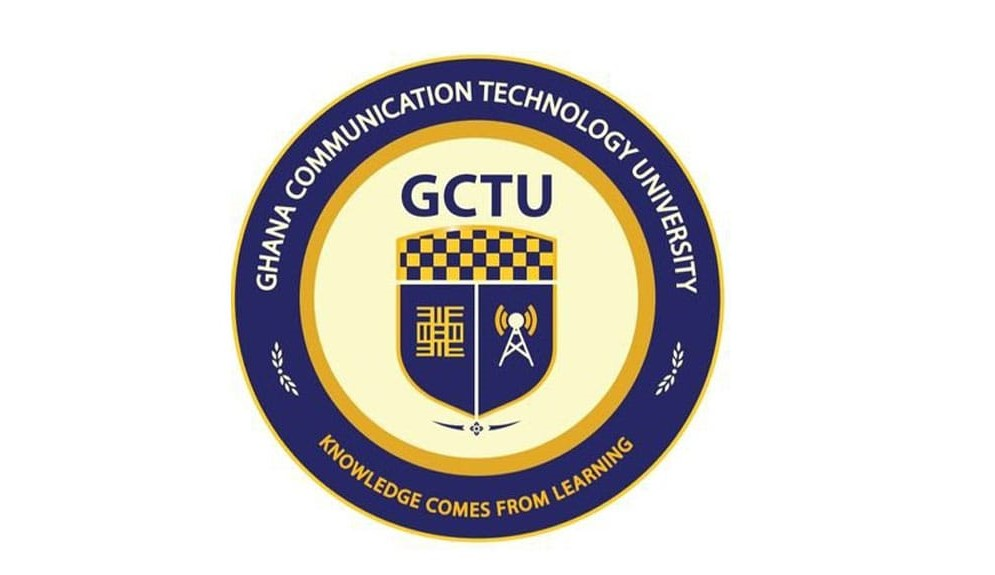 GHANA COMMUNICATION TECHNOLOGY UNIVERSITY
GCTU
KNOWLEDGE COMES FROM LEARNING